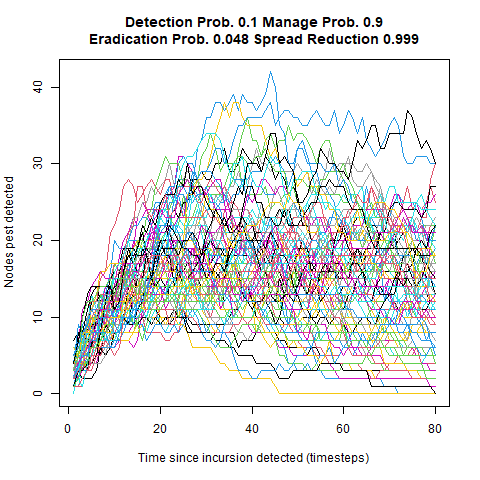 Detection Prob. 0.1 Manage Prob. 0.9
Eradication Prob. 0.048 Spread Reduction 0.999
Nodes pest detected
40
30
20
10
0
0 20 40 60 80
Time since incursion detected (timesteps)